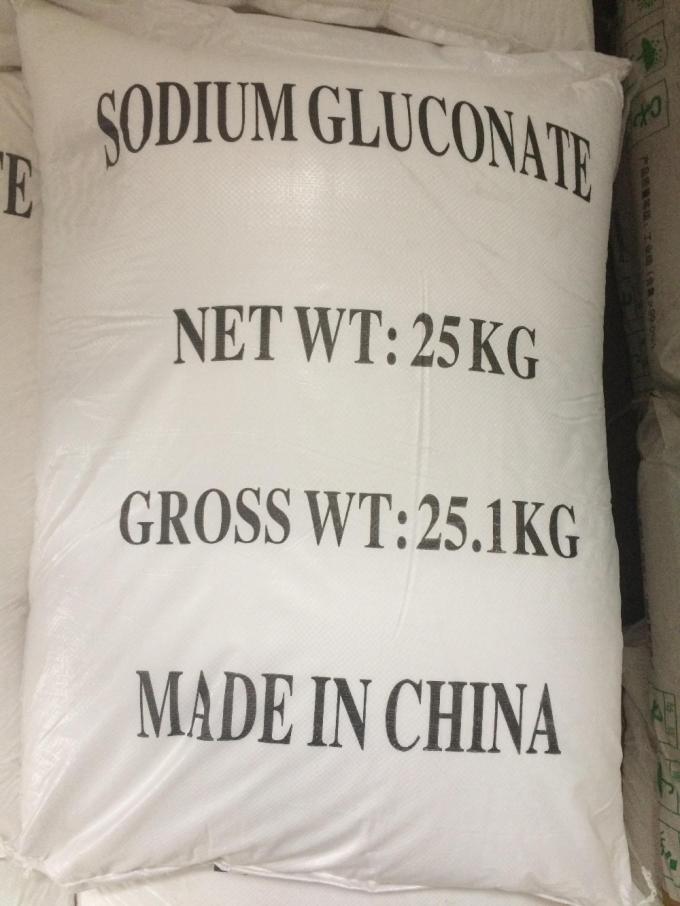 SODIUM GLUCONATE
NET WT: 25KG
GROSS WT: 25.1KG
MADE IN CHINA
E